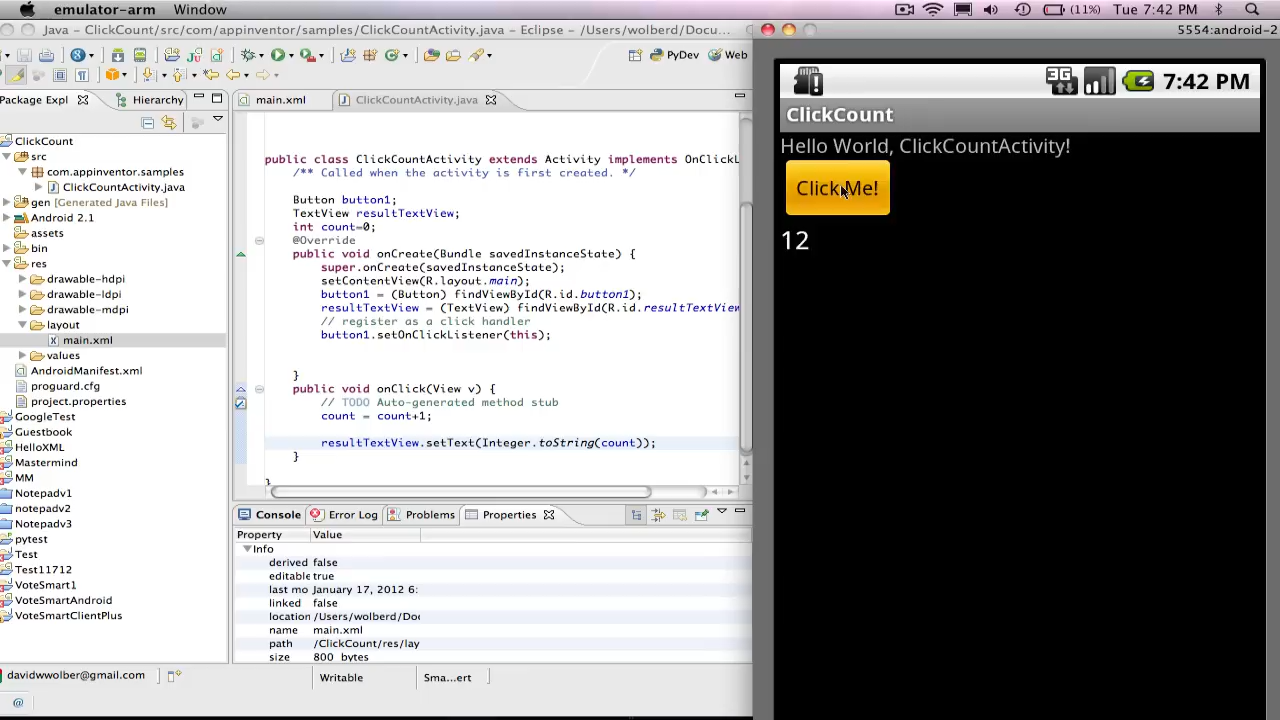 emulator-arm Window (11%) Tue 7:42 PM
Java – ClickCount/src/com/appinventor/samples/ClickCountActivity.java – Eclipse – /Users/wolberd/Docu...
5554:android-2
PyDev Web
Package Expl Hierarchy
ClickCount
src
com.appinventor.samples
ClickCountActivity.java
gen [Generated Java Files]
Android 2.1
assets
bin
res
drawable-hdpi
drawable-ldpi
drawable-mdpi
layout
main.xml
values
AndroidManifest.xml
proguard.cfg
project.properties
GoogleTest
Guestbook
HelloXML
Mastermind
MM
Notepadv1
notepadv2
Notepadv3
pytest
Test
Test11712
VoteSmart1
VoteSmartAndroid
VoteSmartClientPlus
main.xml ClickCountActivity.java
public class ClickCountActivity extends Activity implements OnClickL
/** Called when the activity is first created. */
Button button1;
TextView resultTextView;
int count=0;
@Override
public void onCreate(Bundle savedInstanceState) {
super.onCreate(savedInstanceState);
setContentView(R.layout.main);
button1 = (Button) findViewById(R.id.button1);
resultTextView = (TextView) findViewById(R.id.resultTextView
// register as a click handler
button1.setOnClickListener(this);
}
public void onClick(View v) {
// TODO Auto-generated method stub
count = count+1;
resultTextView.setText(Integer.toString(count));
}
}
Console Error Log Problems Properties
Property Value
Info
derived false
editable true
last mo January 17, 2012 6:
linked false
location /Users/wolberd/Doc
name main.xml
path /ClickCount/res/lay
size 800 bytes
davidwwolber@gmail.com Writable Sma...ert
@
3G 7:42 PM
ClickCount
Hello World, ClickCountActivity!
Click Me!
12